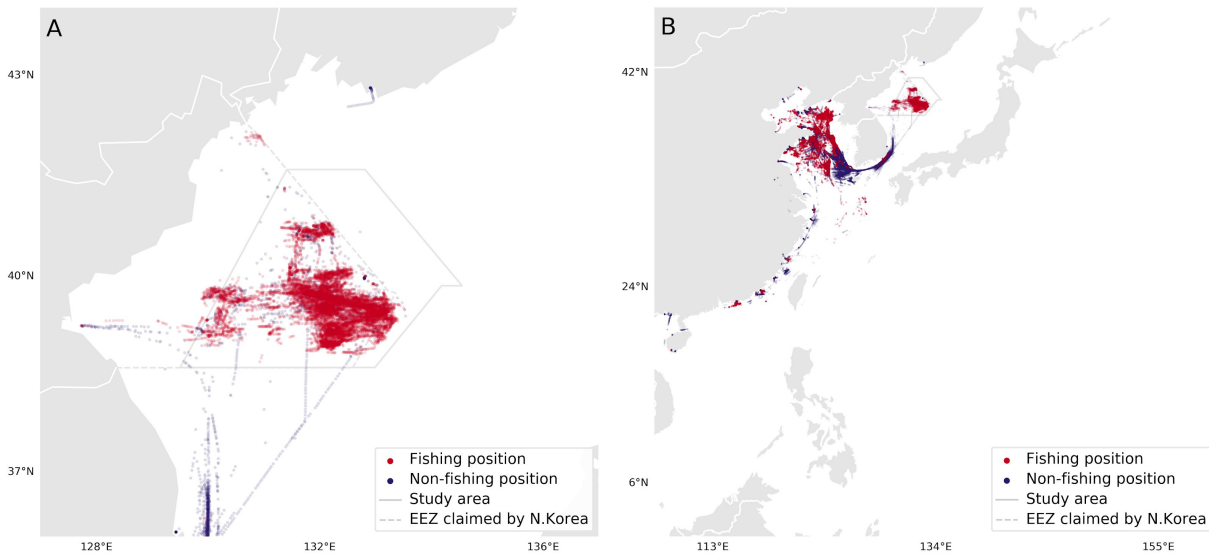 A
43°N
40°N
37°N
Fishing position
Non-fishing position
Study area
EEZ claimed by N.Korea
128°E
132°E
136°E
B
42°N
24°N
6°N
Fishing position
Non-fishing position
Study area
EEZ claimed by N.Korea
113°E
134°E
155°E